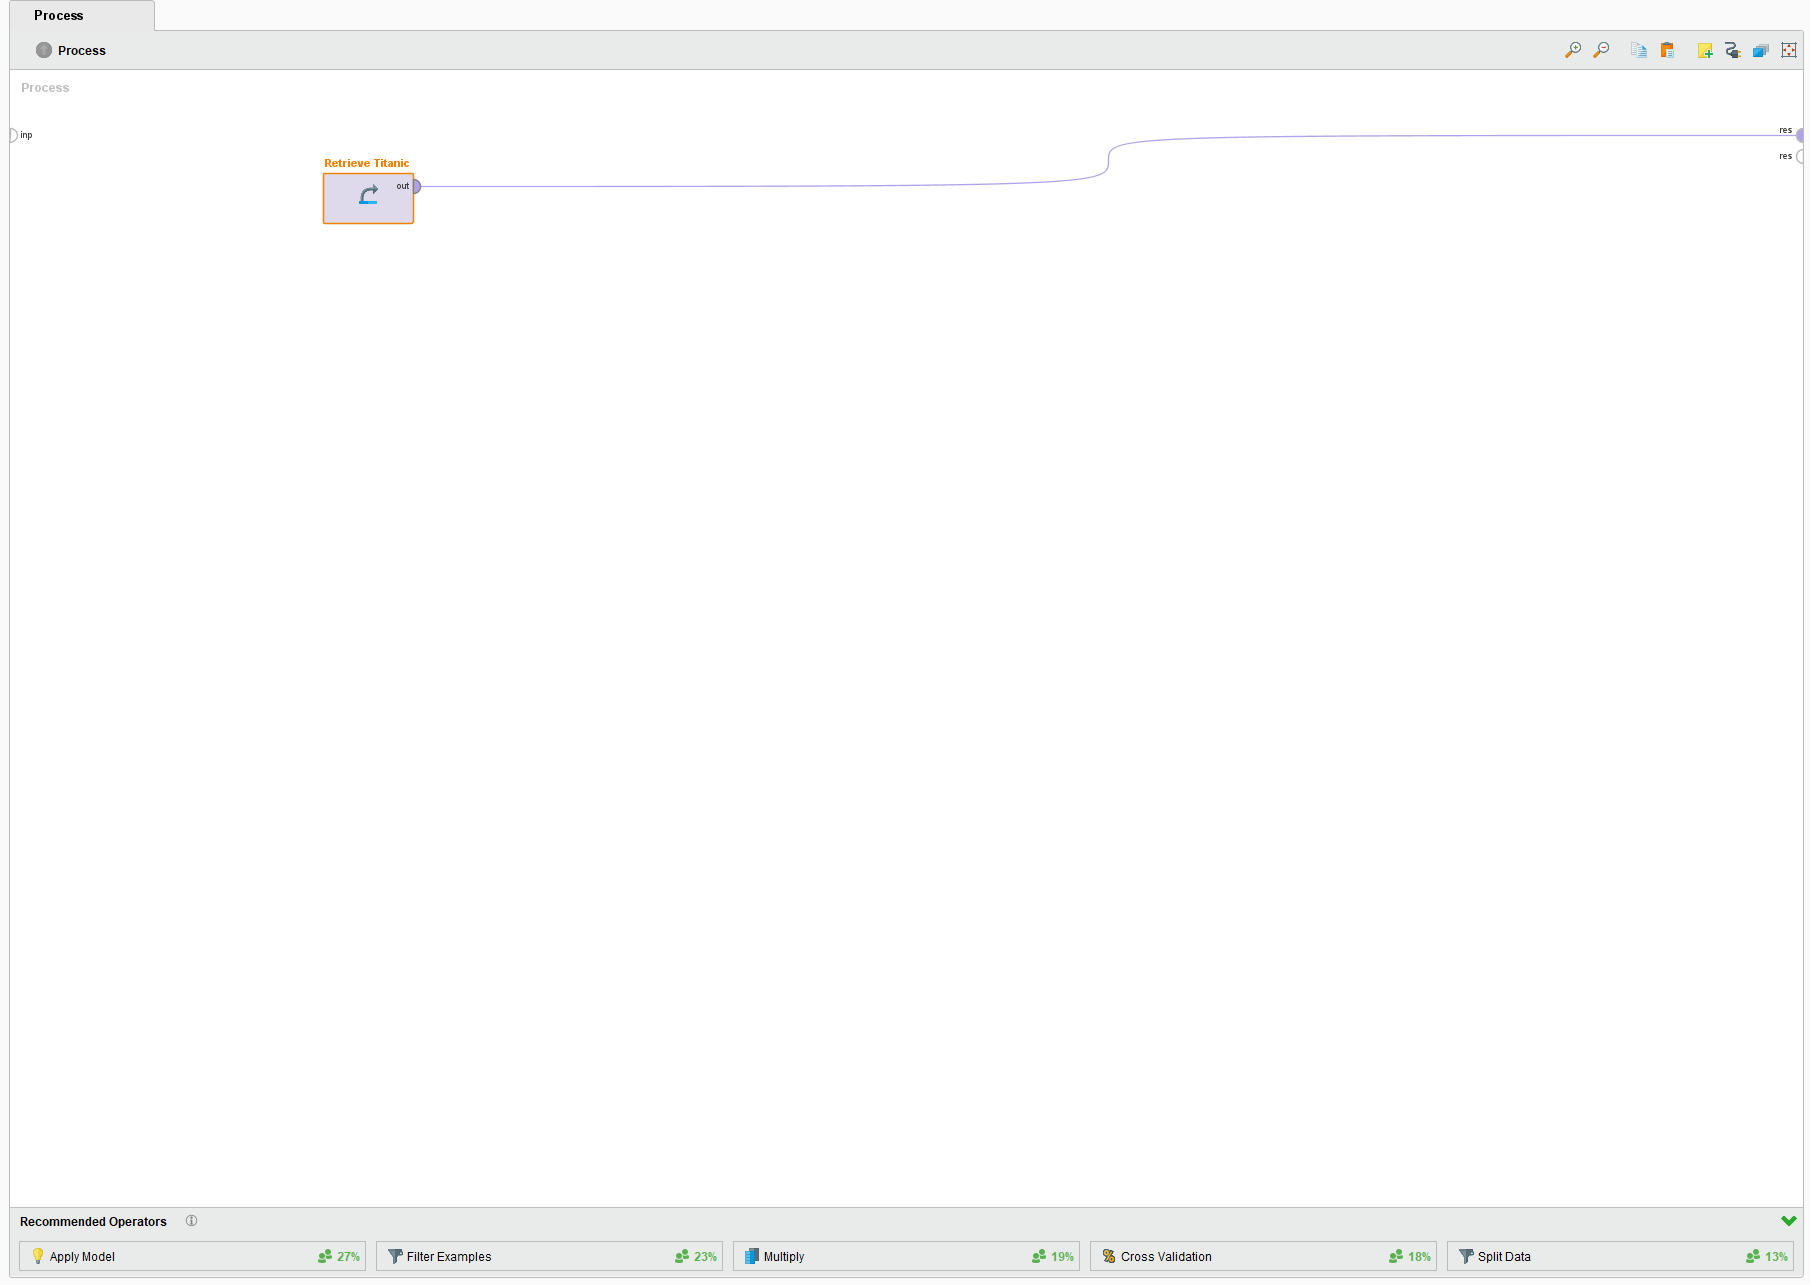 Process
Process
Process
inp
res
res
Retrieve Titanic
out
Recommended Operators
Apply Model 27%
Filter Examples 23%
Multiply 19%
Cross Validation 18%
Split Data 13%